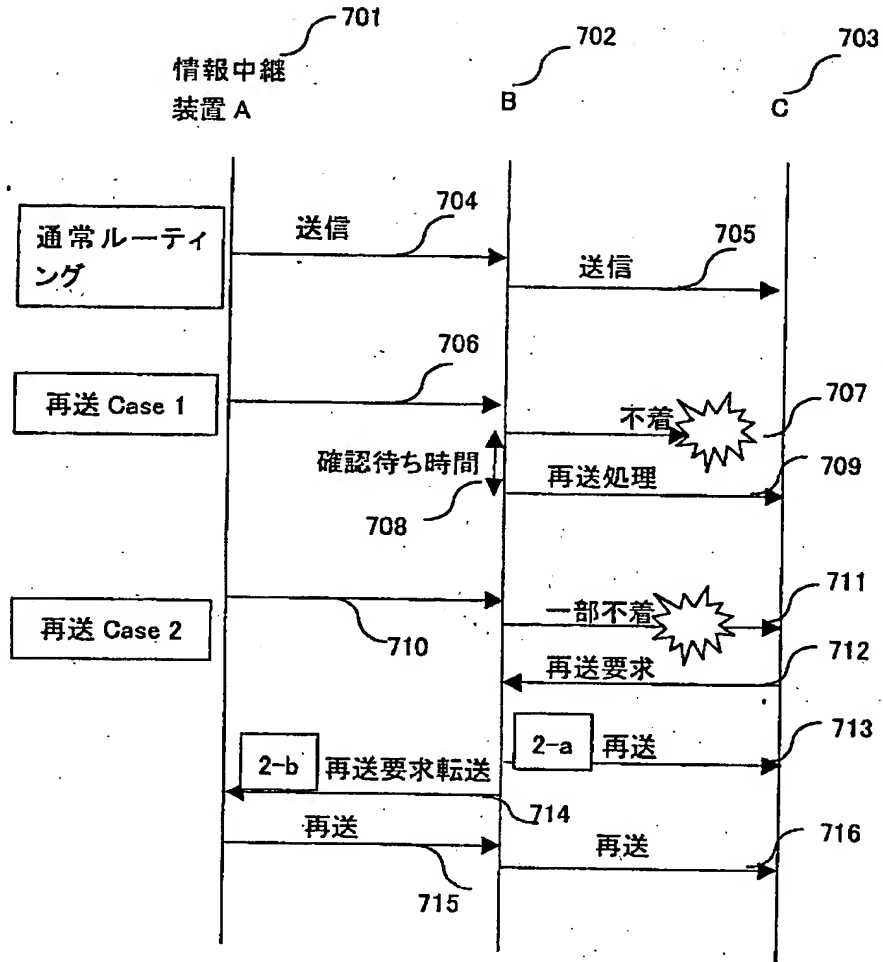 701
702
703
情報中継
装置 A
B
C
通常ルーティ
ング
送信
704
送信
705
再送 Case 1
706
不着
707
確認待ち時間
708
再送処理
709
再送 Case 2
710
一部不着
711
再送要求
712
2-a 再送
713
2-b 再送要求転送
714
再送
715
再送
716